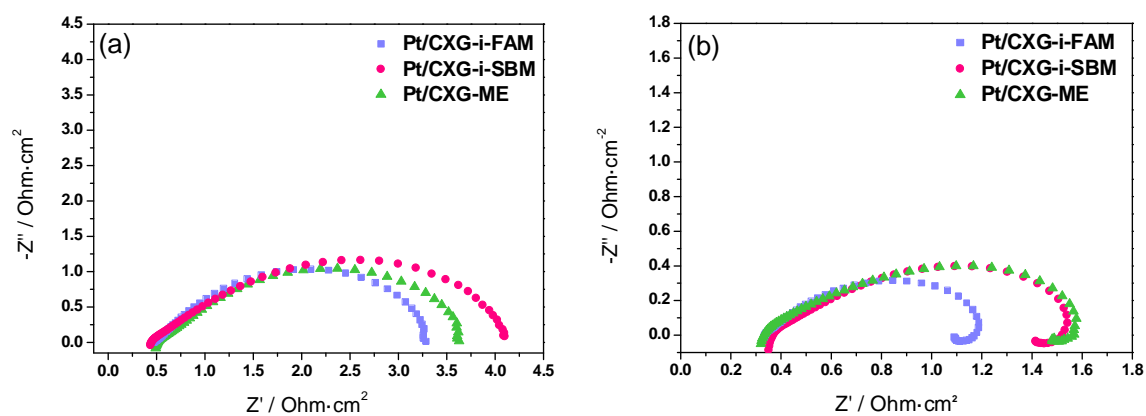 (a)
Pt/CXG-i-FAM
Pt/CXG-i-SBM
Pt/CXG-ME
4.5
4.0
3.5
3.0
2.5
2.0
1.5
1.0
0.5
0.0
-Z'' / Ohm·cm²
0.0 0.5 1.0 1.5 2.0 2.5 3.0 3.5 4.0 4.5
Z' / Ohm·cm²
(b)
Pt/CXG-i-FAM
Pt/CXG-i-SBM
Pt/CXG-ME
1.8
1.6
1.4
1.2
1.0
0.8
0.6
0.4
0.2
0.0
-Z'' / Ohm·cm⁻²
0.0 0.2 0.4 0.6 0.8 1.0 1.2 1.4 1.6 1.8
Z' / Ohm·cm²